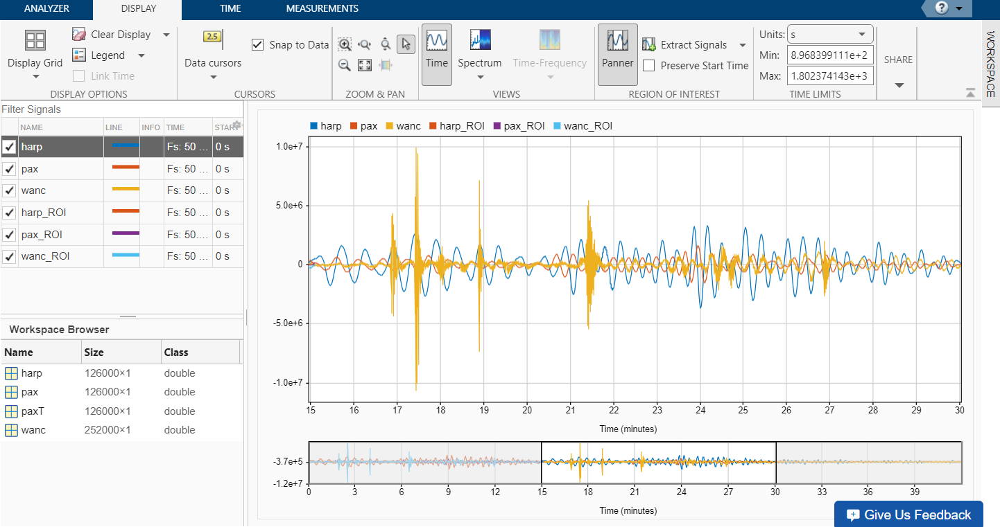 ANALYZER DISPLAY TIME MEASUREMENTS ?
Display Grid
Clear Display
Legend
Link Time
DISPLAY OPTIONS
2.5
Data cursors
Snap to Data
CURSORS
ZOOM & PAN
Time
Spectrum
Time-Frequency
VIEWS
Panner
Extract Signals
Preserve Start Time
REGION OF INTEREST
Units: s
Min: 8.968399111e+2
Max: 1.802374143e+3
TIME LIMITS
SHARE
WORKSPACE
Filter Signals
NAME LINE INFO TIME START T
harp Fs: 50 ... 0 s
pax Fs: 50 ... 0 s
wanc Fs: 50 ... 0 s
harp_ROI Fs: 50 ... 0 s
pax_ROI Fs: 50.... 0 s
wanc_ROI Fs: 50 ... 0 s
Workspace Browser
Name Size Class
harp 126000×1 double
pax 126000×1 double
paxT 126000×1 double
wanc 252000×1 double
harp pax wanc harp_ROI pax_ROI wanc_ROI
1.0e+7
5.0e+6
0
-5.0e+6
-1.0e+7
15 16 17 18 19 20 21 22 23 24 25 26 27 28 29 30
Time (minutes)
-3.7e+5
-1.2e+7
0 3 6 9 12 15 18 21 24 27 30 33 36 39
Time (minutes)
Give Us Feedback